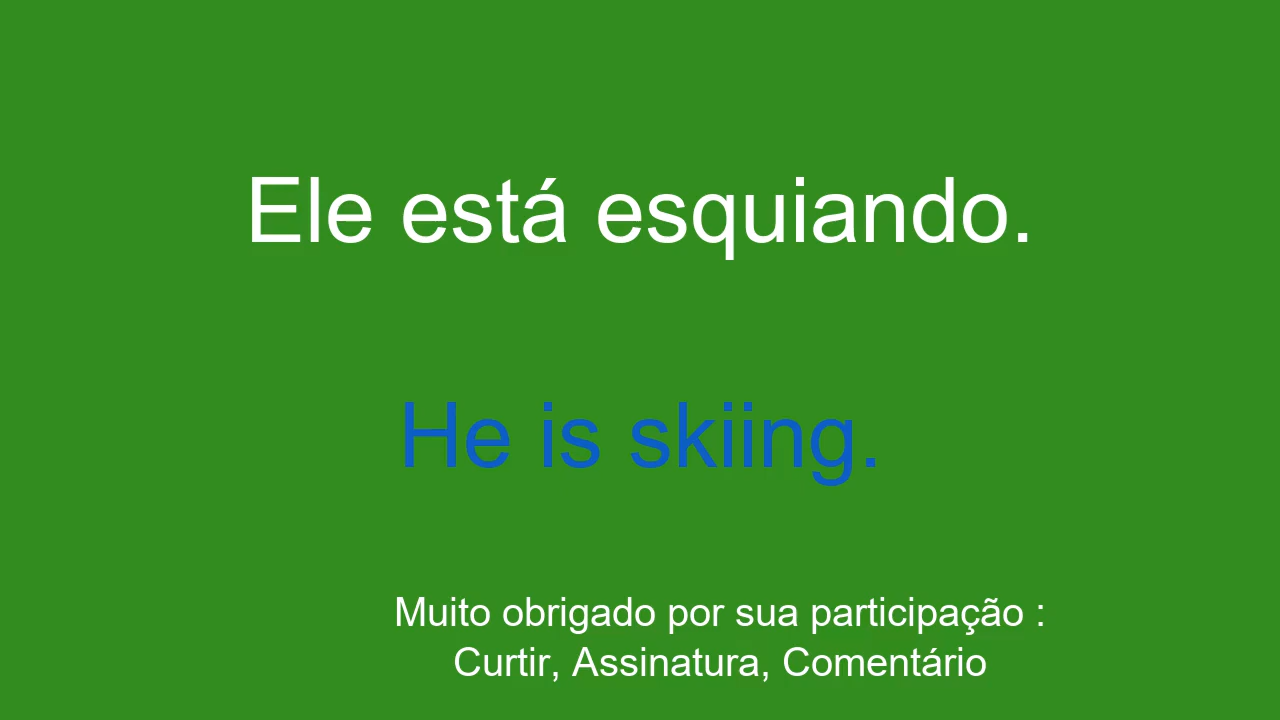 Ele está esquiando.
He is skiing.
Muito obrigado por sua participação :
Curtir, Assinatura, Comentário